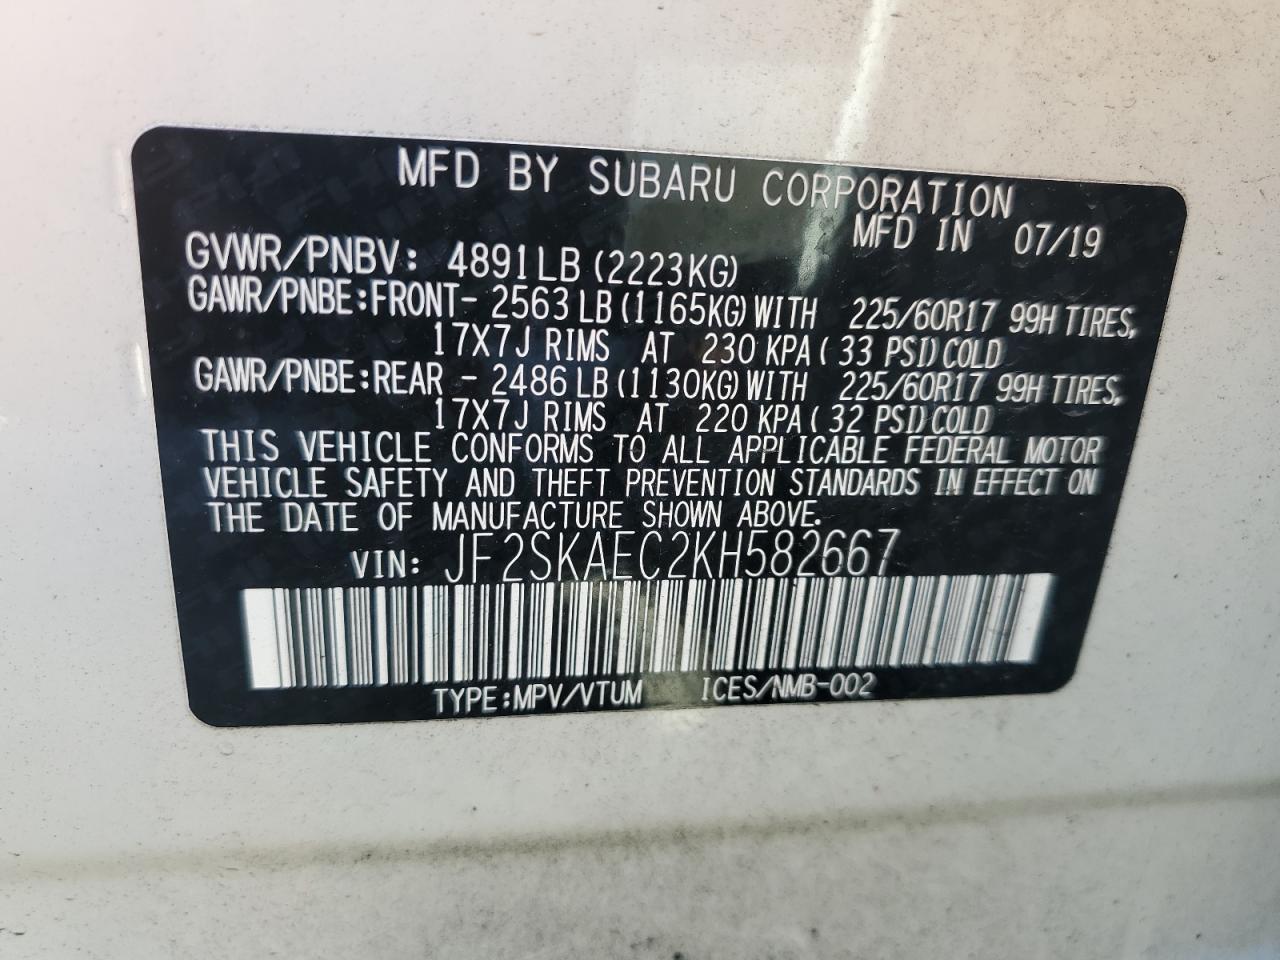 MFD BY SUBARU CORPORATION
MFD IN 07/19
GVWR/PNBV: 4891LB (2223KG)
GAWR/PNBE:FRONT- 2563 LB (1165KG) WITH 225/60R17 99H TIRES,
17X7J RIMS AT 230 KPA ( 33 PSI) COLD
GAWR/PNBE:REAR - 2486 LB (1130KG) WITH 225/60R17 99H TIRES,
17X7J RIMS AT 220 KPA ( 32 PSI) COLD
THIS VEHICLE CONFORMS TO ALL APPLICABLE FEDERAL MOTOR
VEHICLE SAFETY AND THEFT PREVENTION STANDARDS IN EFFECT ON
THE DATE OF MANUFACTURE SHOWN ABOVE.
VIN: JF2SKAEC2KH582667
TYPE:MPV/VTUM ICES/NMB-002